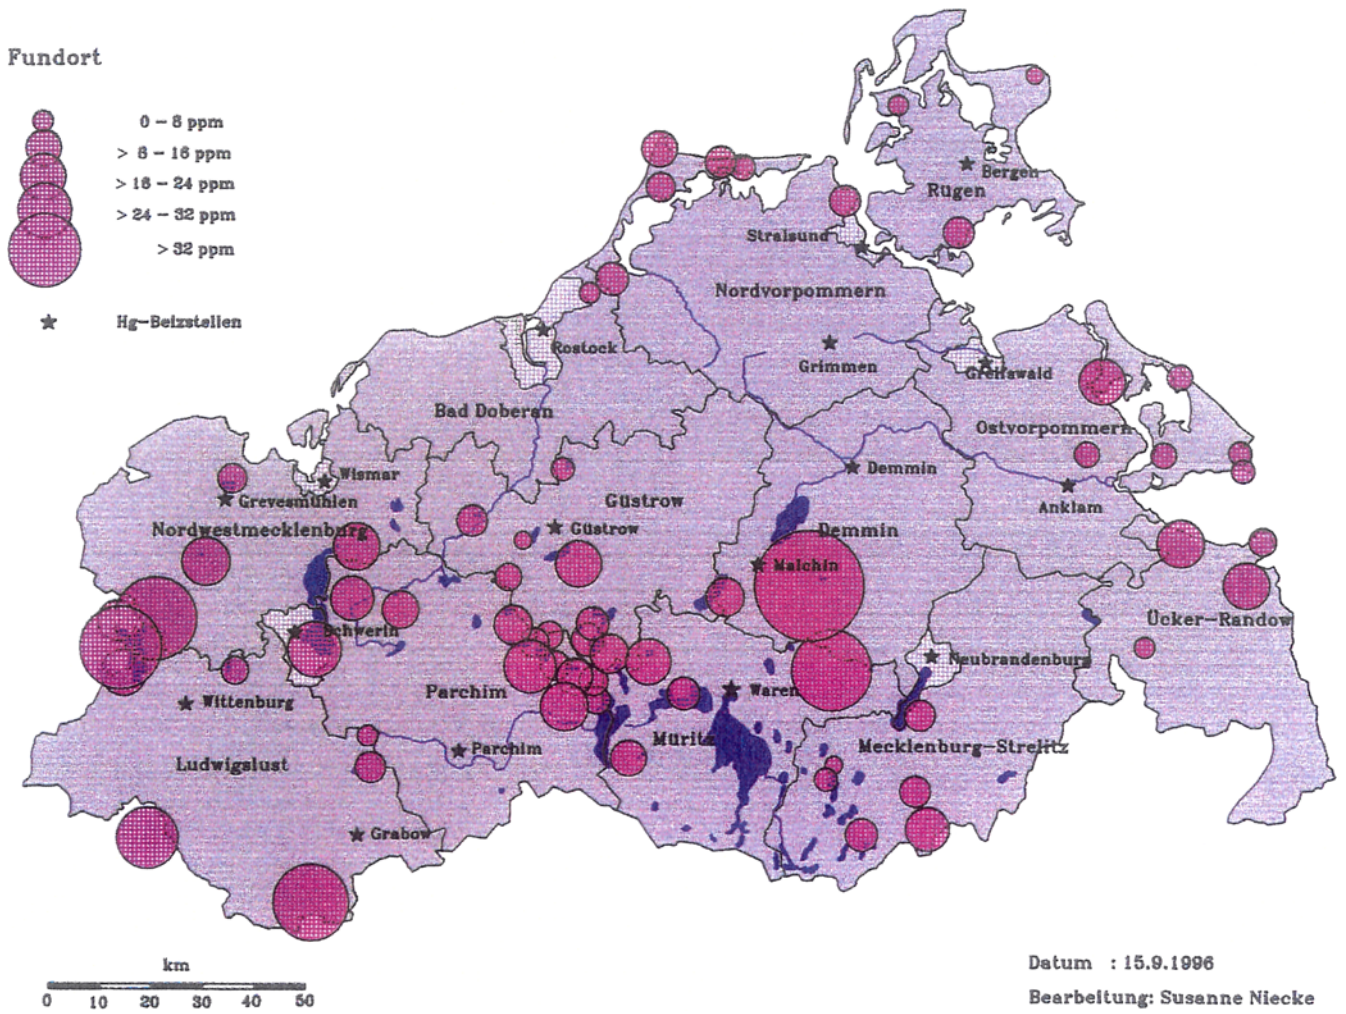 Fundort
0 - 8 ppm
> 8 - 16 ppm
> 16 - 24 ppm
> 24 - 32 ppm
> 32 ppm
Hg-Beizstellen
Bergen
Rügen
Stralsund
Nordvorpommern
Rostock
Grimmen
Greifswald
Bad Doberan
Ostvorpommern
Wismar
Demmin
Grevesmühlen
Güstrow
Anklam
Nordwestmecklenburg
Güstrow
Demmin
Malchin
Ücker-Randow
Schwerin
Neubrandenburg
Parchim
Waren
Wittenburg
Müritz
Mecklenburg-Strelitz
Parchim
Ludwigslust
Grabow
km
0 10 20 30 40 50
Datum : 15.9.1996
Bearbeitung: Susanne Niecke